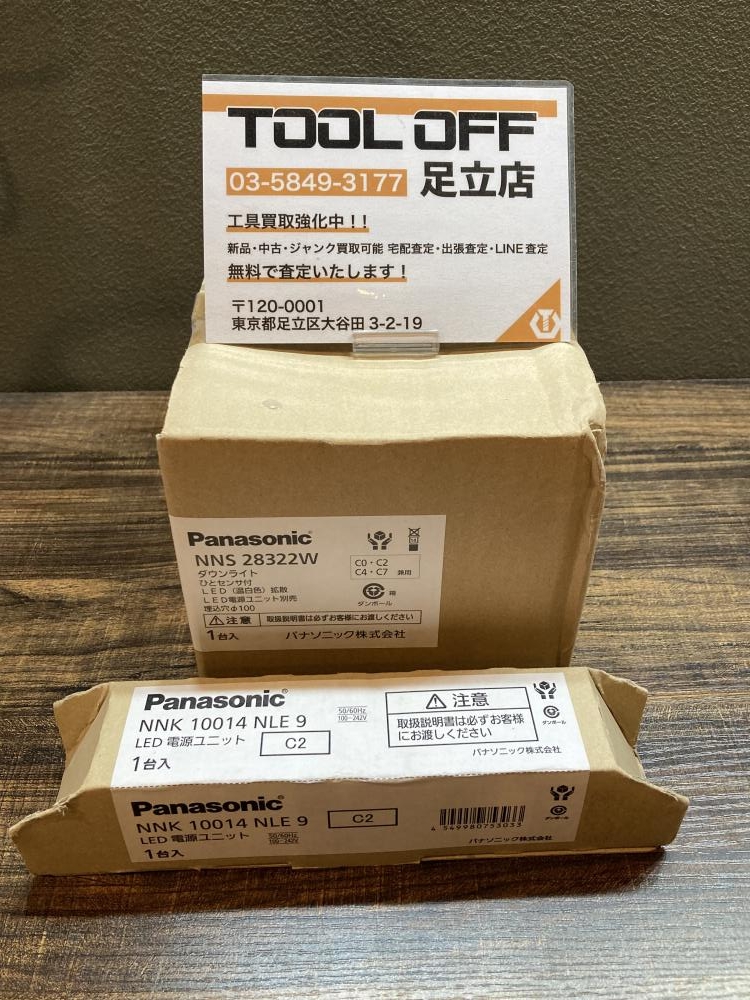 TOOL OFF
03-5849-3177 足立店
工具買取強化中!!
新品・中古・ジャンク買取可能 宅配査定・出張査定・LINE査定
無料で査定いたします!
〒120-0001
東京都足立区大谷田 3-2-19
Panasonic®
NNS 28322W
ダウンライト
ひとセンサ付
LED（温白色）拡散
LED電源ユニット別売
埋込穴φ100
C0・C2
C4・C7 兼用
箱
ダンボール
注意 取扱説明書は必ずお客様にお渡しください
1台入 パナソニック株式会社
Panasonic®
NNK 10014 NLE 9
LED 電源ユニット
C2
1台入
50/60Hz
100-242V
注意
取扱説明書は必ずお客様
にお渡しください
ダンボール
パナソニック株式会社
Panasonic®
NNK 10014 NLE 9
LED 電源ユニット
50/60Hz
100-242V
C2
1台入
4 549980753033
パナソニック株式会社
ダンボール